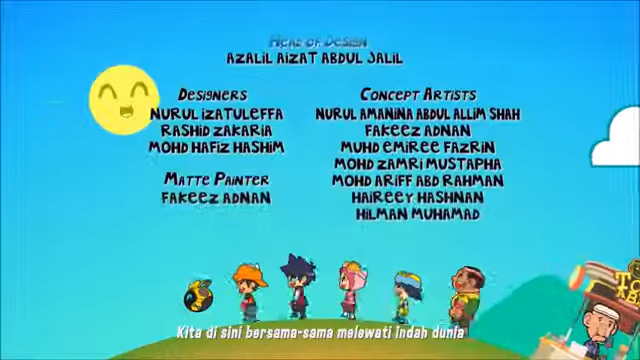 Head of Design
Azalil Aizat Abdul Jalil
Designers
Nurul Izatuleffa
Rashid Zakaria
Mohd Hafiz Hashim
Matte Painter
Fakeez Adnan
Concept Artists
Nurul Amanina Abdul Allim Shah
Fakeez Adnan
Muhd Emiree Fazrin
Mohd Zamri Mustapha
Mohd Ariff Abd Rahman
Haireey Hashnan
Hilman Muhamad
Kita di sini bersama-sama melewati indah dunia